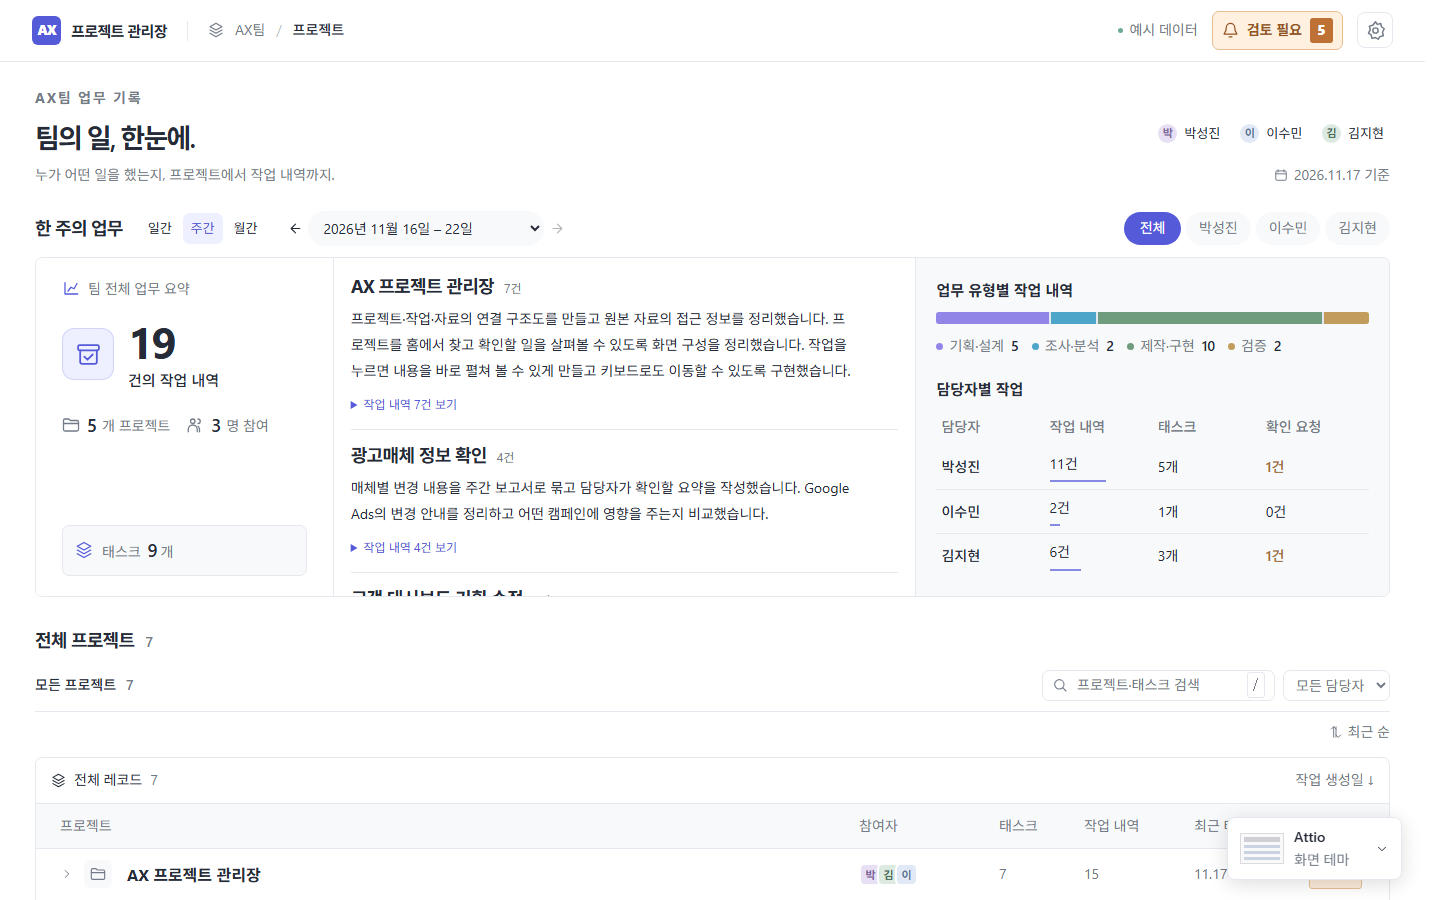 AX 프로젝트 관리장 AX팀 / 프로젝트 예시 데이터 검토 필요 5
AX팀 업무 기록
팀의 일, 한눈에.
박 박성진 이 이수민 김 김지현
누가 어떤 일을 했는지, 프로젝트에서 작업 내역까지.
2026.11.17 기준
한 주의 업무 일간 주간 월간 ← 2026년 11월 16일 – 22일 → 전체 박성진 이수민 김지현
팀 전체 업무 요약
19
건의 작업 내역
5 개 프로젝트 3 명 참여
태스크 9 개
AX 프로젝트 관리장 7건
프로젝트·작업·자료의 연결 구조도를 만들고 원본 자료의 접근 정보를 정리했습니다. 프
로젝트를 홈에서 찾고 확인할 일을 살펴볼 수 있도록 화면 구성을 정리했습니다. 작업을
누르면 내용을 바로 펼쳐 볼 수 있게 만들고 키보드로도 이동할 수 있도록 구현했습니다.
▶ 작업 내역 7건 보기
광고매체 정보 확인 4건
매체별 변경 내용을 주간 보고서로 묶고 담당자가 확인할 요약을 작성했습니다. Google
Ads의 변경 안내를 정리하고 어떤 캠페인에 영향을 주는지 비교했습니다.
▶ 작업 내역 4건 보기
업무 유형별 작업 내역
기획·설계 5 조사·분석 2 제작·구현 10 검증 2
담당자별 작업
담당자 작업 내역 태스크 확인 요청
박성진 11건 5개 1건
이수민 2건 1개 0건
김지현 6건 3개 1건
전체 프로젝트 7
모든 프로젝트 7 프로젝트·태스크 검색 / 모든 담당자
최근 순
전체 레코드 7 작업 생성일 ↓
프로젝트 참여자 태스크 작업 내역 최근
AX 프로젝트 관리장 박 김 이 7 15 11.17
Attio
화면 테마